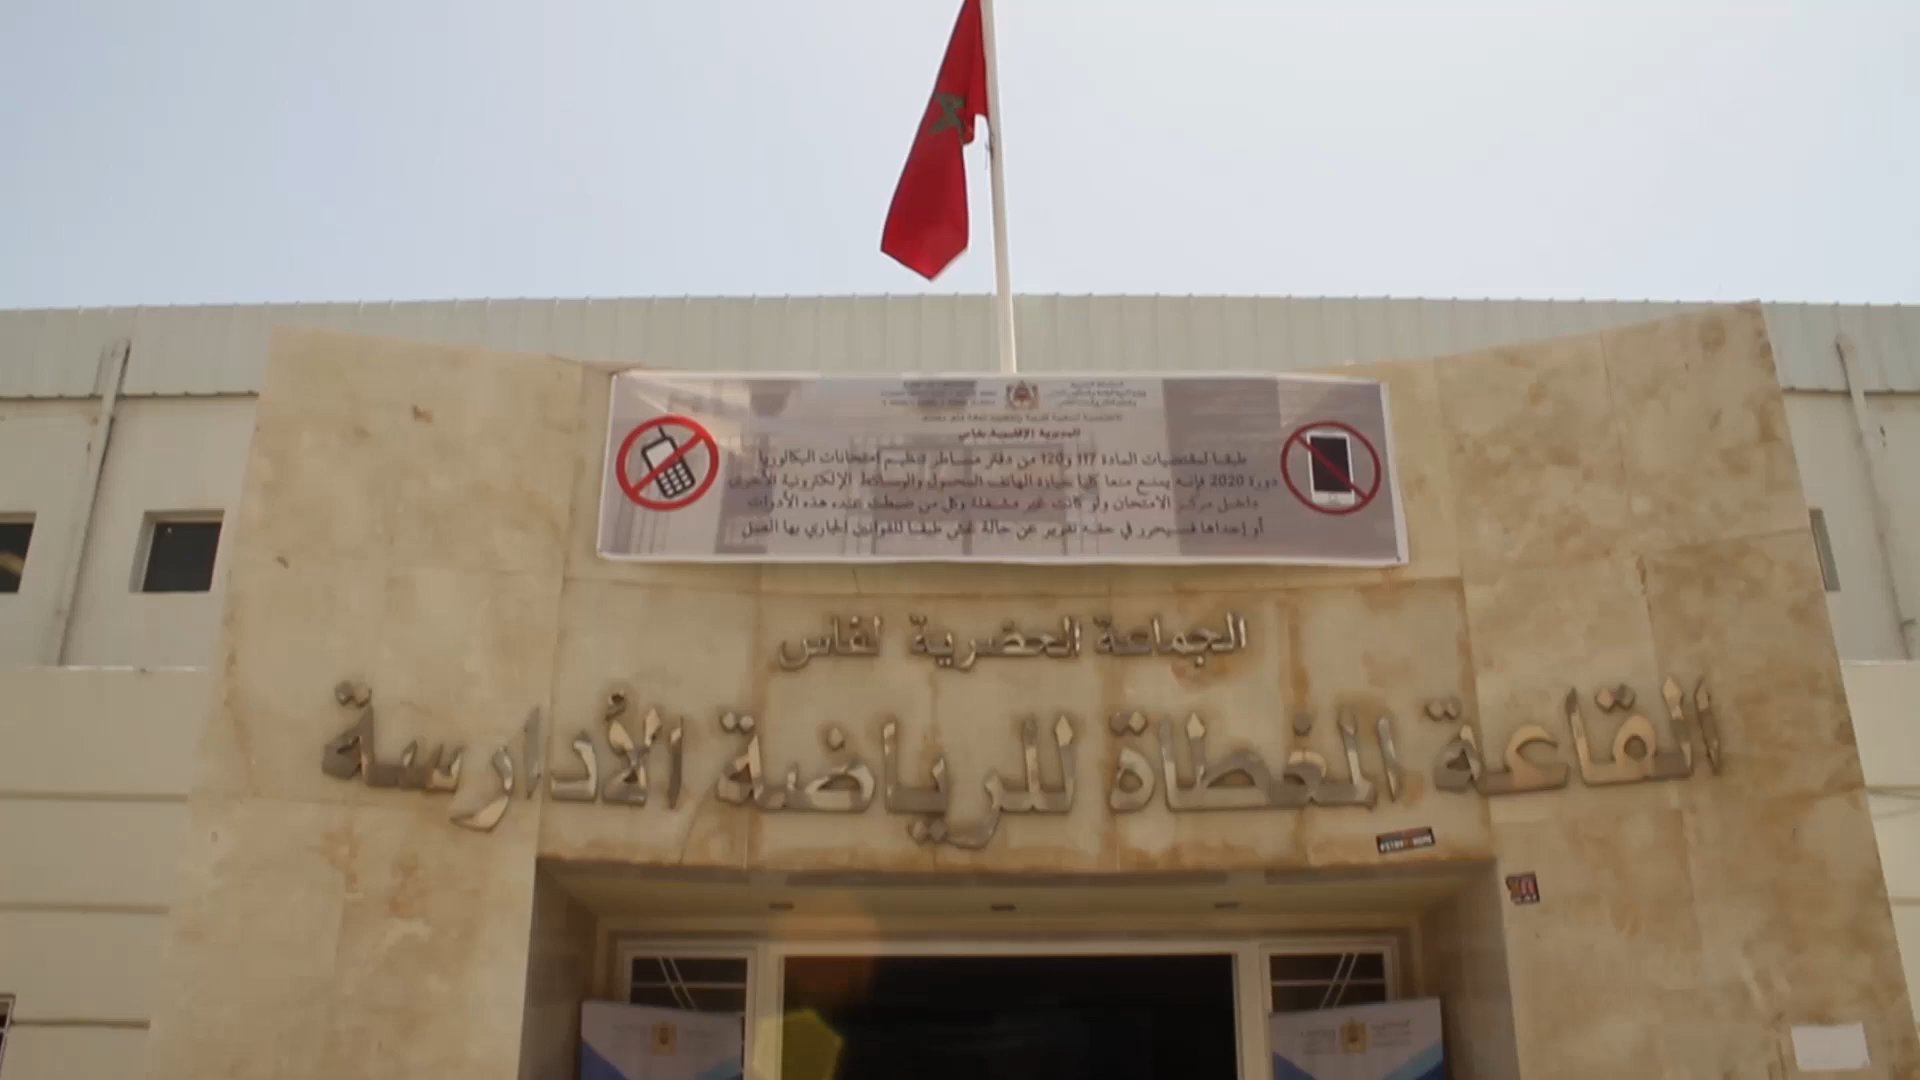 المديرية الإقليمية بفاس
طبقا لمقتضيات المادة 117 و120 من دفتر مساطر تنظيم امتحانات البكالوريا
دورة 2020 فإنه يمنع منعا كليا حيازة الهاتف المحمول والوسائط الإلكترونية الأخرى
داخل مركز الامتحان ولو كانت غير مشغلة وكل من ضبطت عنده هذه الأدوات
أو إحداها فسيحرر في حقه تقرير عن حالة غش طبقا للقوانين الجاري بها العمل
الجماعة الحضرية لفاس
القاعة المغطاة للرياضة الأدارسة